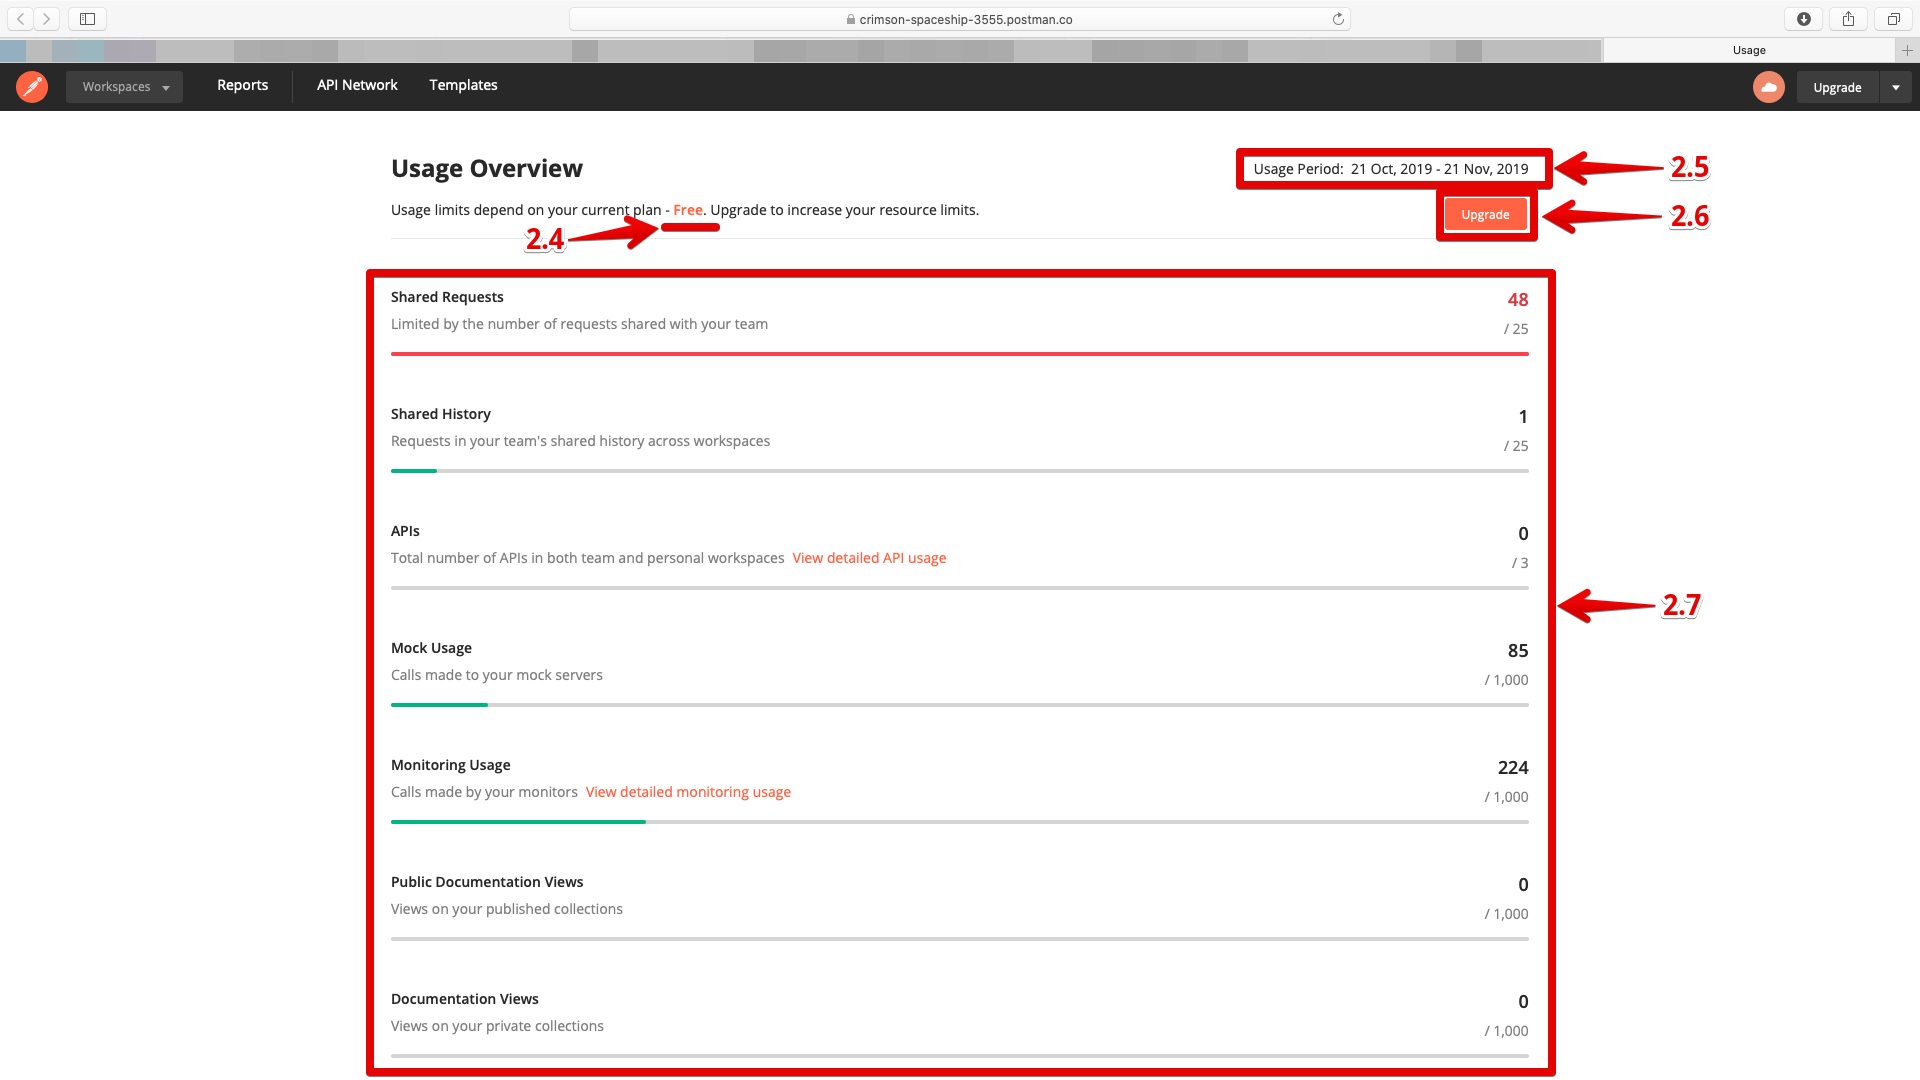 crimson-spaceship-3555.postman.co
Usage
Workspaces
Reports
API Network
Templates
Upgrade
Usage Overview
Usage Period: 21 Oct, 2019 - 21 Nov, 2019
2.5
Usage limits depend on your current plan - Free. Upgrade to increase your resource limits.
Upgrade
2.6
2.4
Shared Requests
48
Limited by the number of requests shared with your team
/ 25
Shared History
1
Requests in your team's shared history across workspaces
/ 25
APIs
0
Total number of APIs in both team and personal workspaces View detailed API usage
/ 3
2.7
Mock Usage
85
Calls made to your mock servers
/ 1,000
Monitoring Usage
224
Calls made by your monitors View detailed monitoring usage
/ 1,000
Public Documentation Views
0
Views on your published collections
/ 1,000
Documentation Views
0
Views on your private collections
/ 1,000